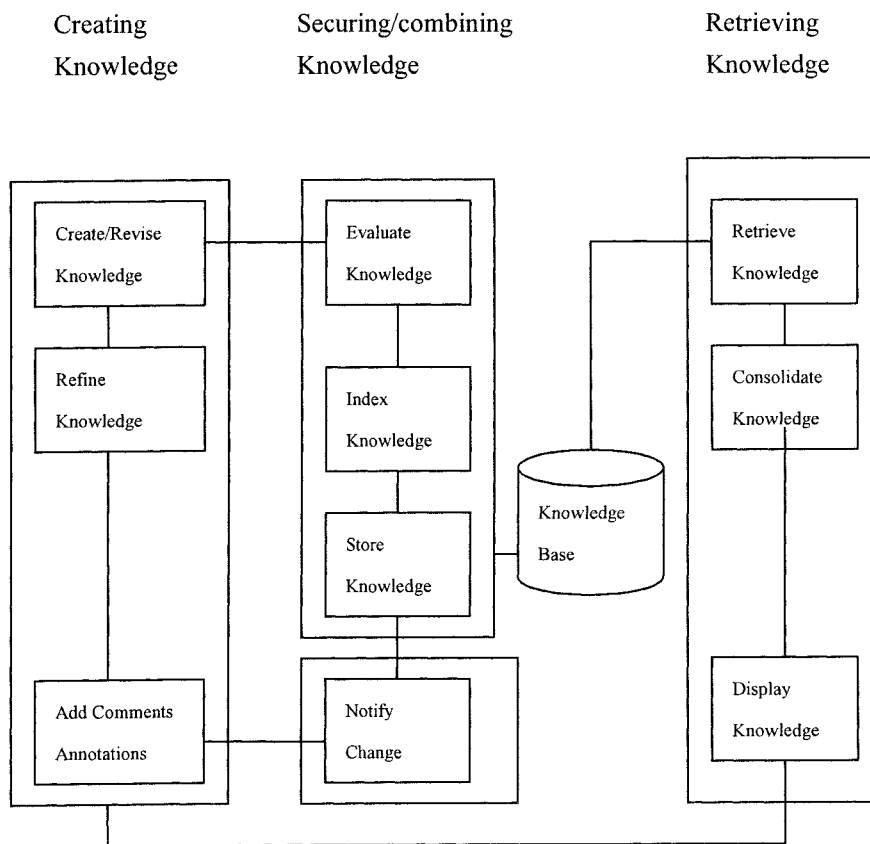 Creating
Knowledge
Securing/combining
Knowledge
Retrieving
Knowledge
Create/Revise
Knowledge
Refine
Knowledge
Add Comments
Annotations
Evaluate
Knowledge
Index
Knowledge
Store
Knowledge
Notify
Change
Knowledge
Base
Retrieve
Knowledge
Consolidate
Knowledge
Display
Knowledge